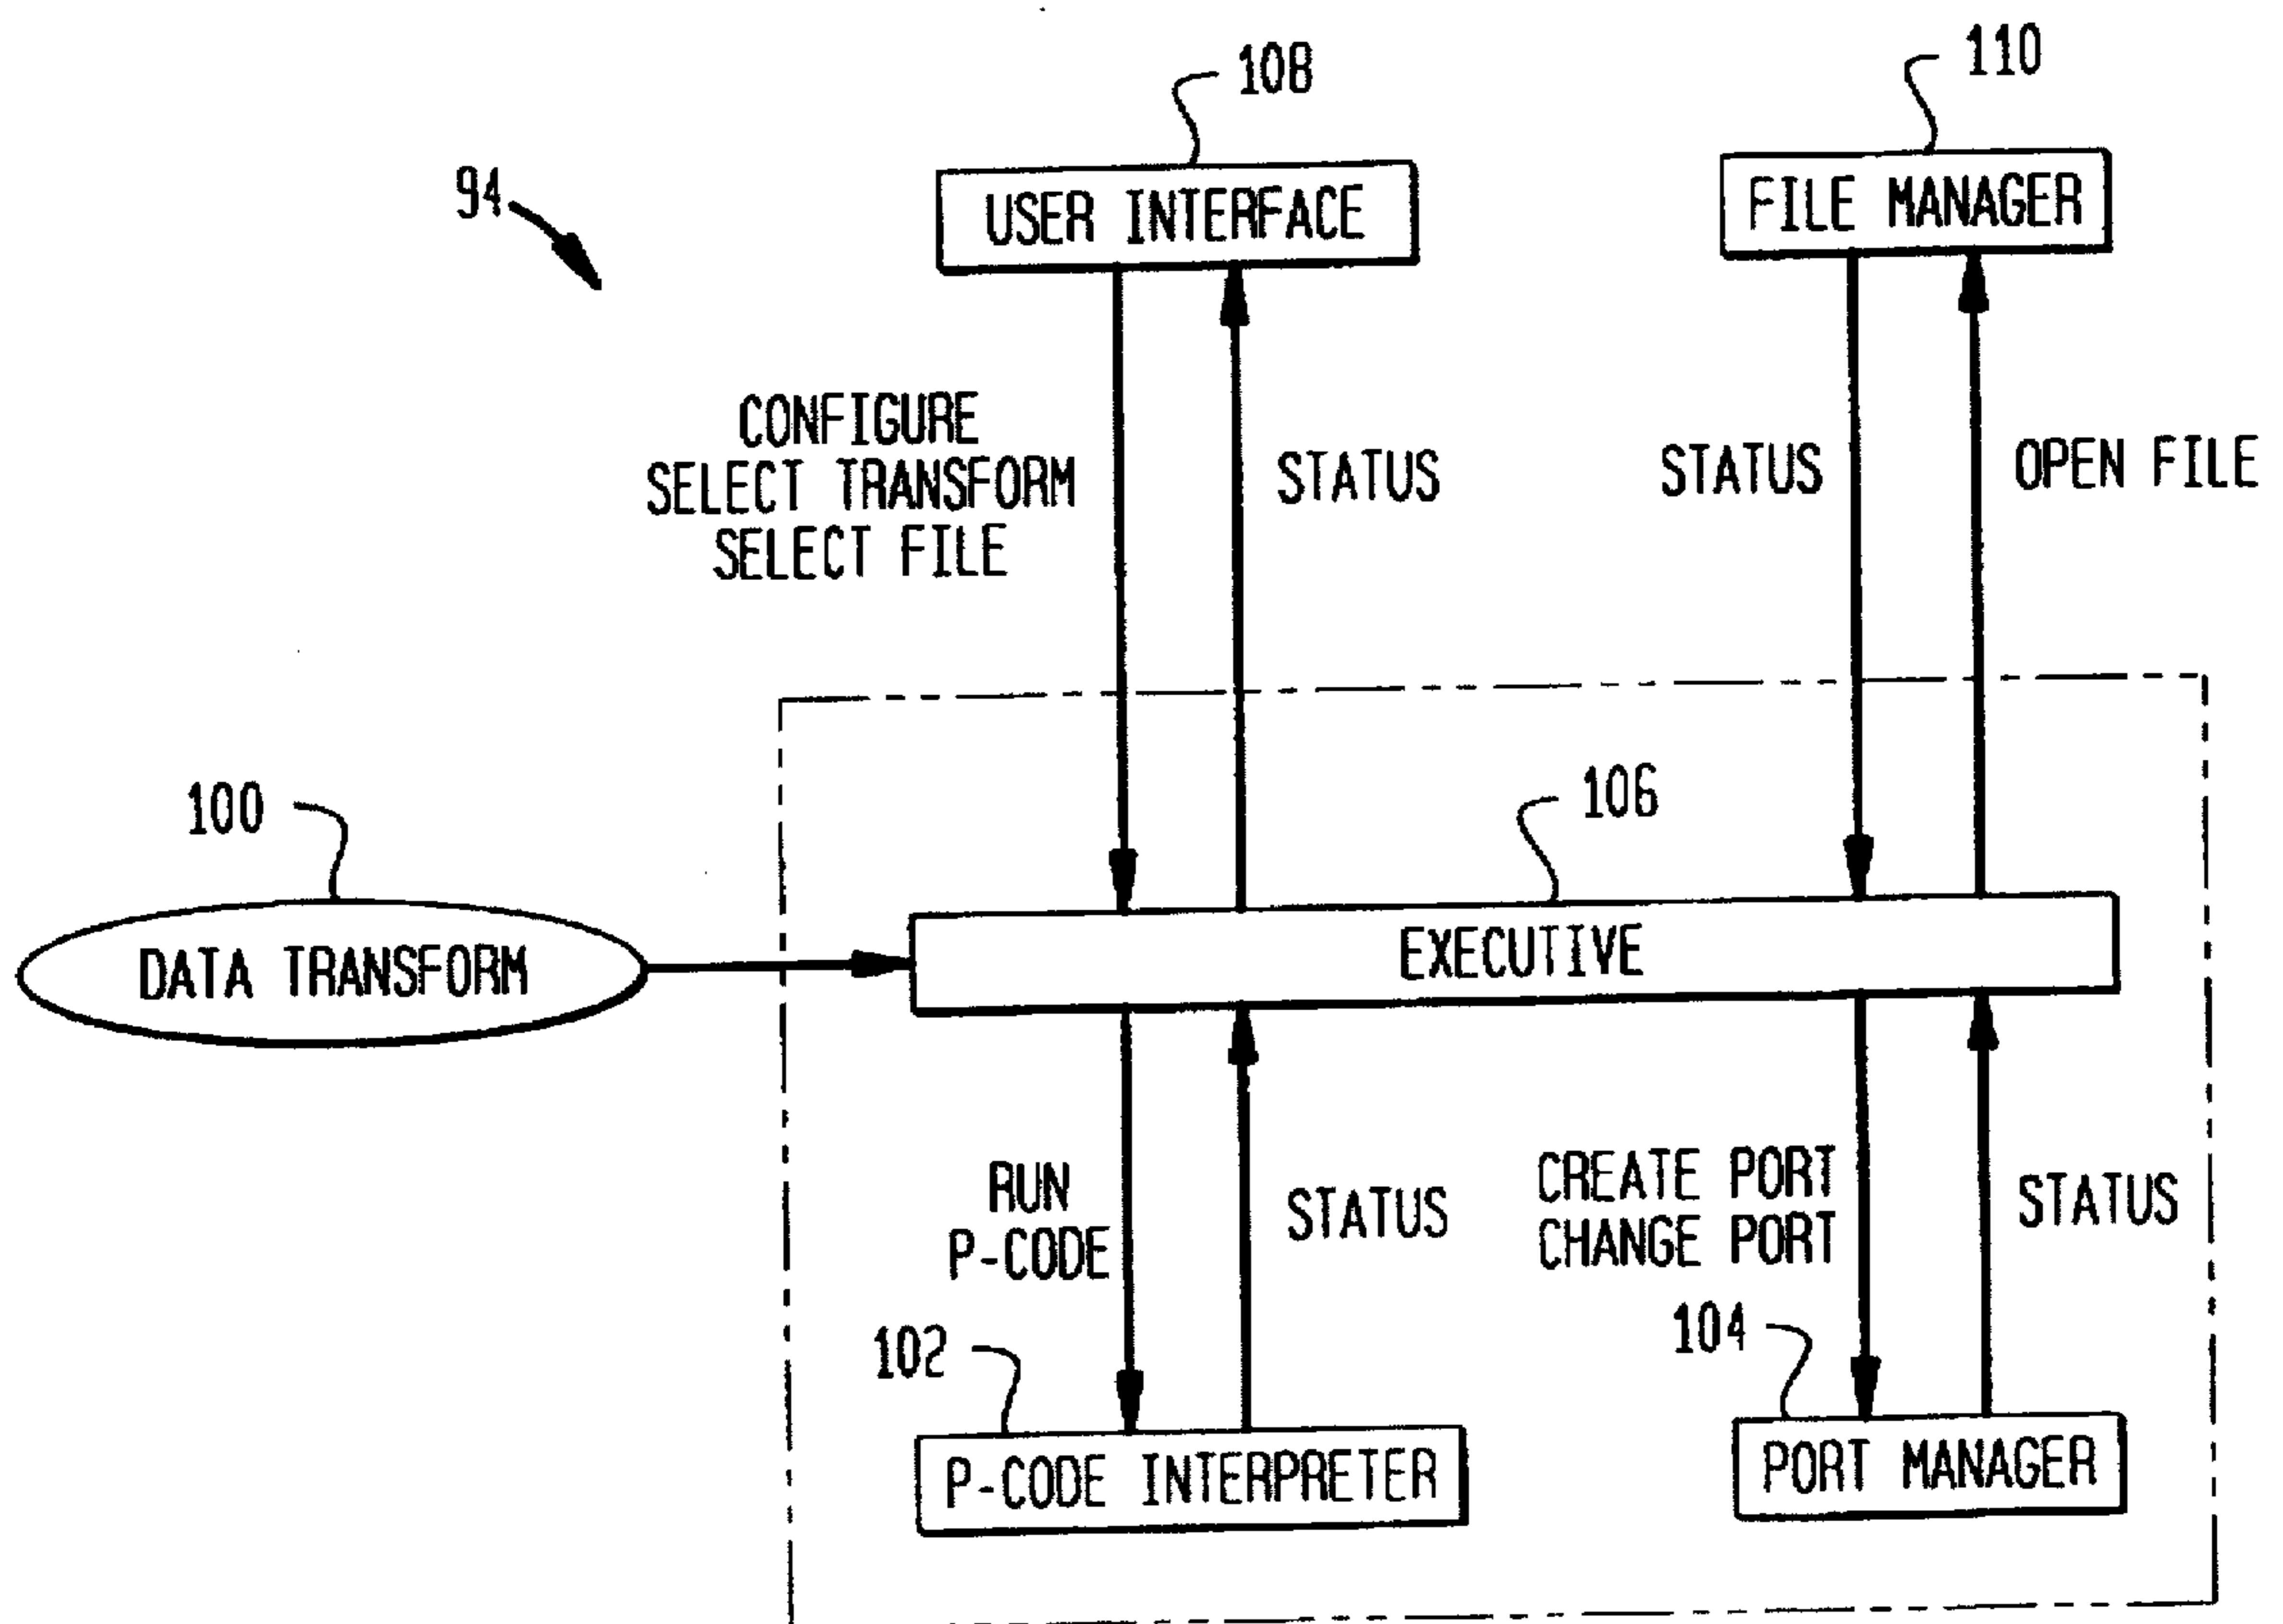 108
110
94
USER INTERFACE
FILE MANAGER
CONFIGURE
SELECT TRANSFORM
SELECT FILE
STATUS
STATUS
OPEN FILE
100
106
DATA TRANSFORM
EXECUTIVE
RUN
P-CODE
STATUS
CREATE PORT
CHANGE PORT
STATUS
102
104
P-CODE INTERPRETER
PORT MANAGER